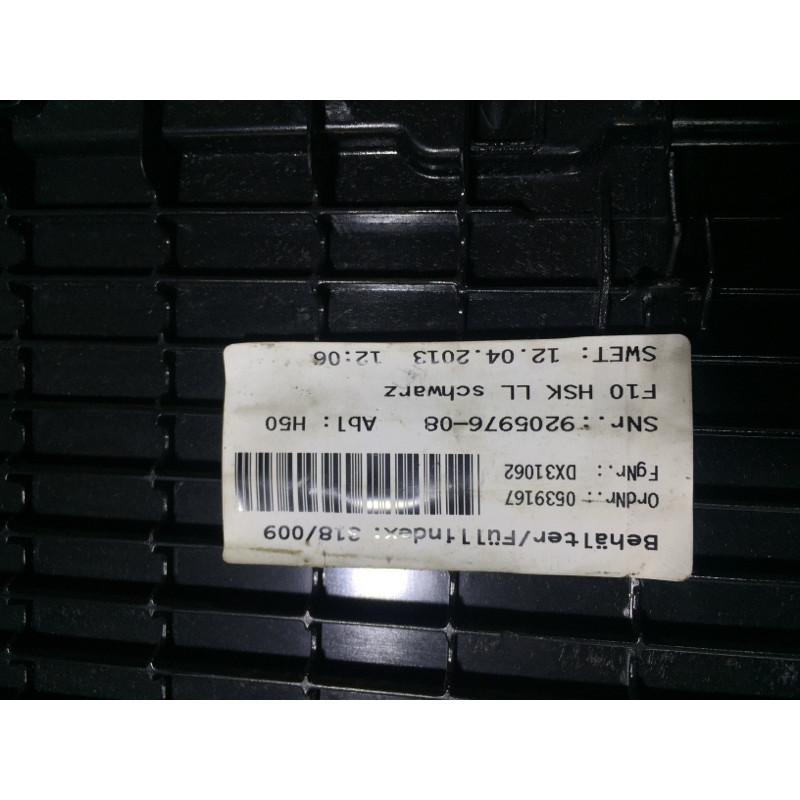 Behälter/Füllindex: 318/009
OrdNr.: 0539167
FgNr.: DX31062
SNr.:9205976-08 Abl: H50
F10 HSK LL schwarz
SWET: 12.04.2013 12:06